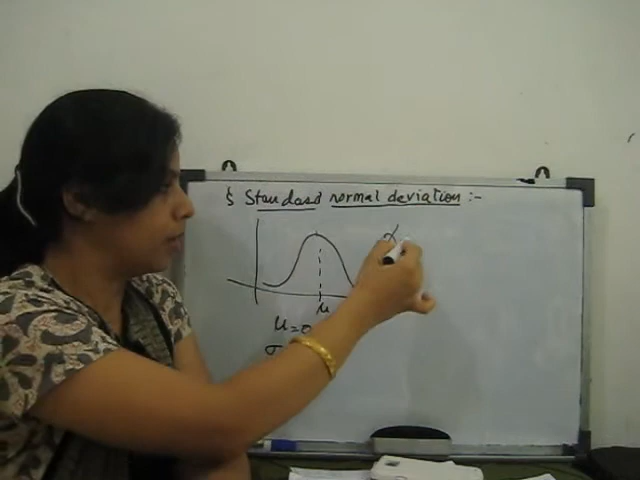 § Standard normal deviation :-
μ
μ = 0
σ